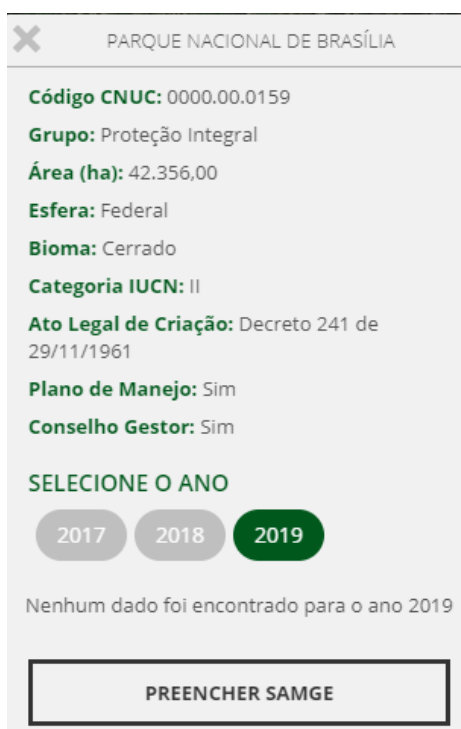 PARQUE NACIONAL DE BRASÍLIA
Código CNUC: 0000.00.0159
Grupo: Proteção Integral
Área (ha): 42.356,00
Esfera: Federal
Bioma: Cerrado
Categoria IUCN: II
Ato Legal de Criação: Decreto 241 de
29/11/1961
Plano de Manejo: Sim
Conselho Gestor: Sim
SELECIONE O ANO
2017 2018 2019
Nenhum dado foi encontrado para o ano 2019
PREENCHER SAMGE